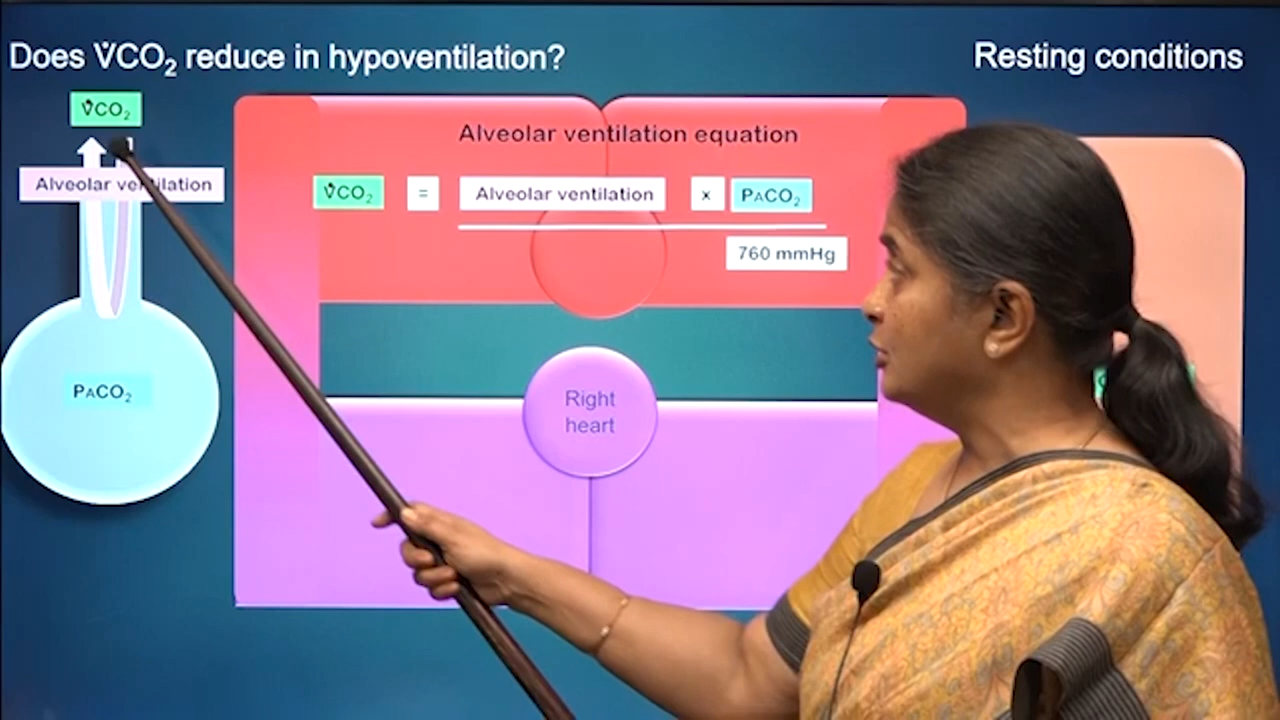 Does V̇CO₂ reduce in hypoventilation?
Resting conditions
V̇CO₂
Alveolar ventilation
PACO₂
Alveolar ventilation equation
V̇CO₂ = Alveolar ventilation x PACO₂
760 mmHg
Right
heart